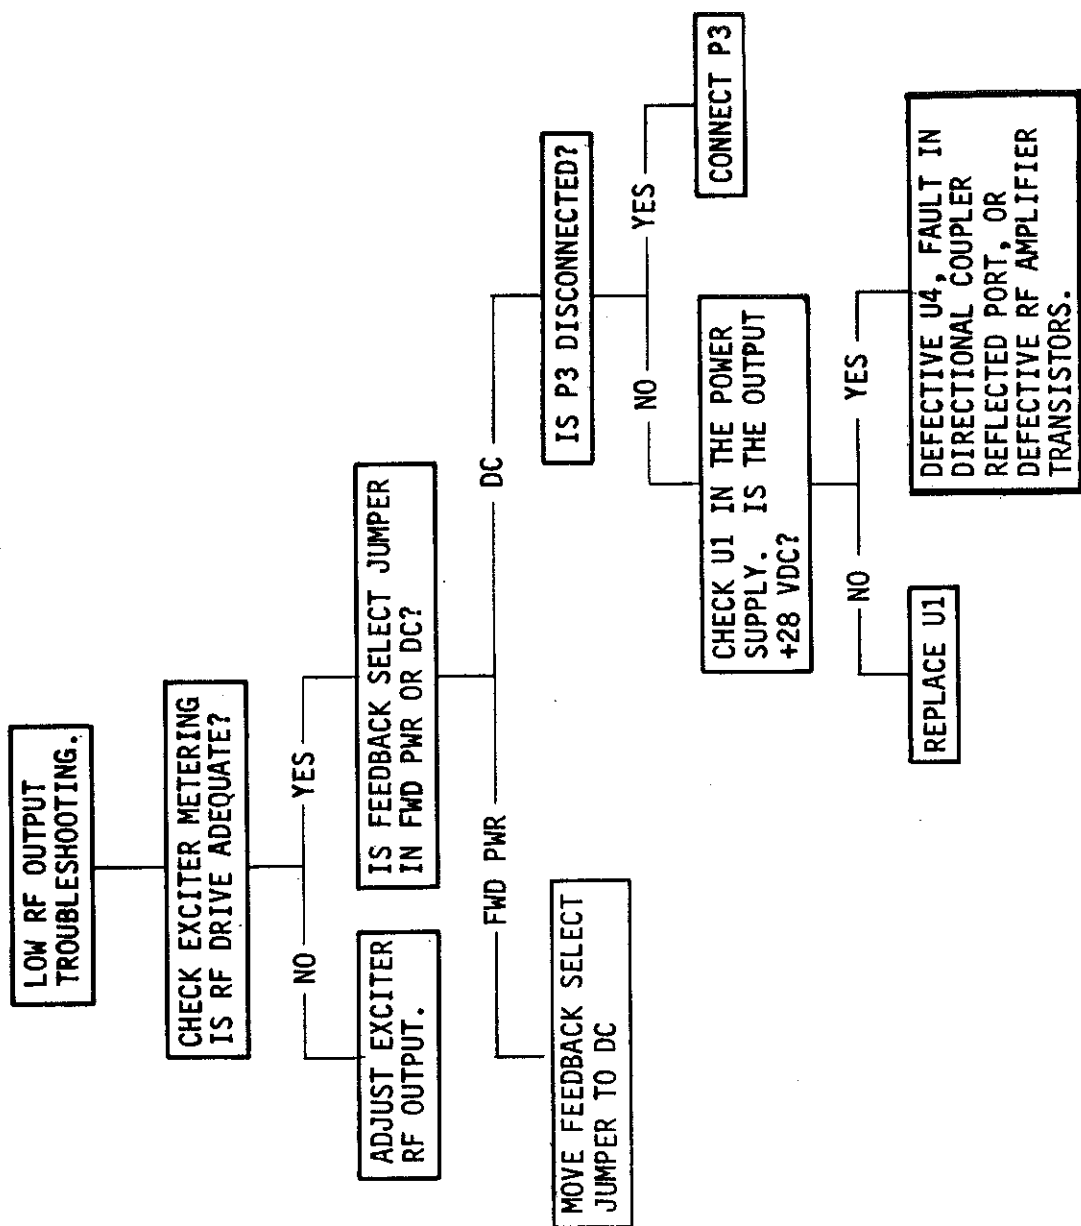 LOW RF OUTPUT
TROUBLESHOOTING.
CHECK EXCITER METERING
IS RF DRIVE ADEQUATE?
NO
YES
ADJUST EXCITER
RF OUTPUT.
IS FEEDBACK SELECT JUMPER
IN FWD PWR OR DC?
FWD PWR
DC
MOVE FEEDBACK SELECT
JUMPER TO DC
IS P3 DISCONNECTED?
NO
YES
CHECK U1 IN THE POWER
SUPPLY. IS THE OUTPUT
+28 VDC?
CONNECT P3
NO
YES
REPLACE U1
DEFECTIVE U4, FAULT IN
DIRECTIONAL COUPLER
REFLECTED PORT, OR
DEFECTIVE RF AMPLIFIER
TRANSISTORS.